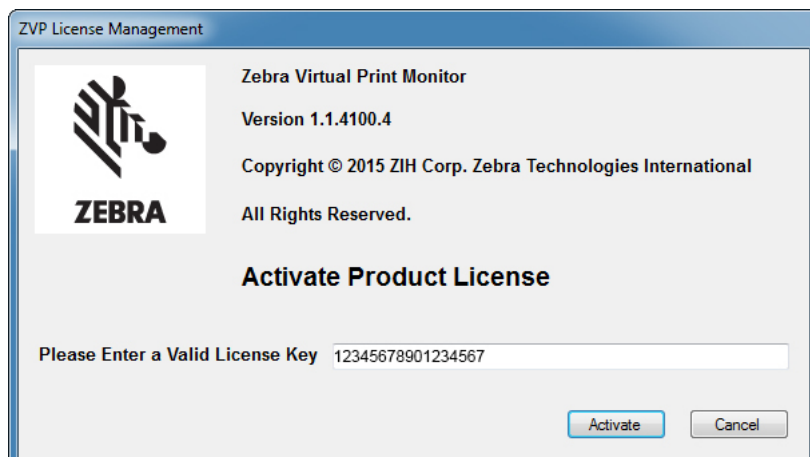 ZVP License Management
Zebra Virtual Print Monitor
Version 1.1.4100.4
Copyright © 2015 ZIH Corp. Zebra Technologies International
All Rights Reserved.
ZEBRA
Activate Product License
Please Enter a Valid License Key 12345678901234567
Activate Cancel